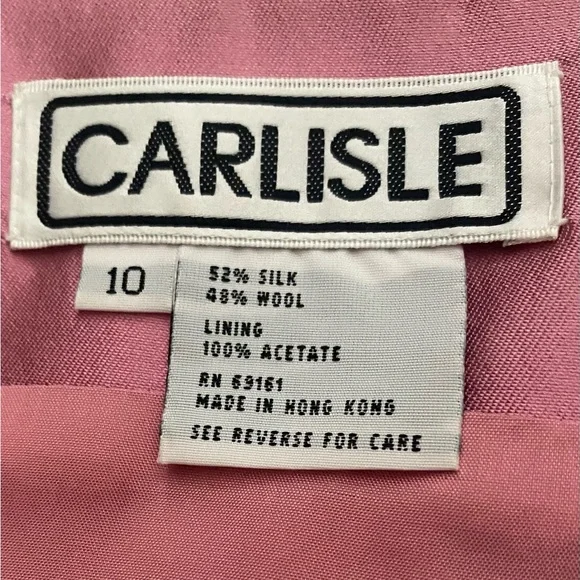 CARLISLE
10
52% SILK
48% WOOL
LINING
100% ACETATE
RN 69161
MADE IN HONG KONG
SEE REVERSE FOR CARE